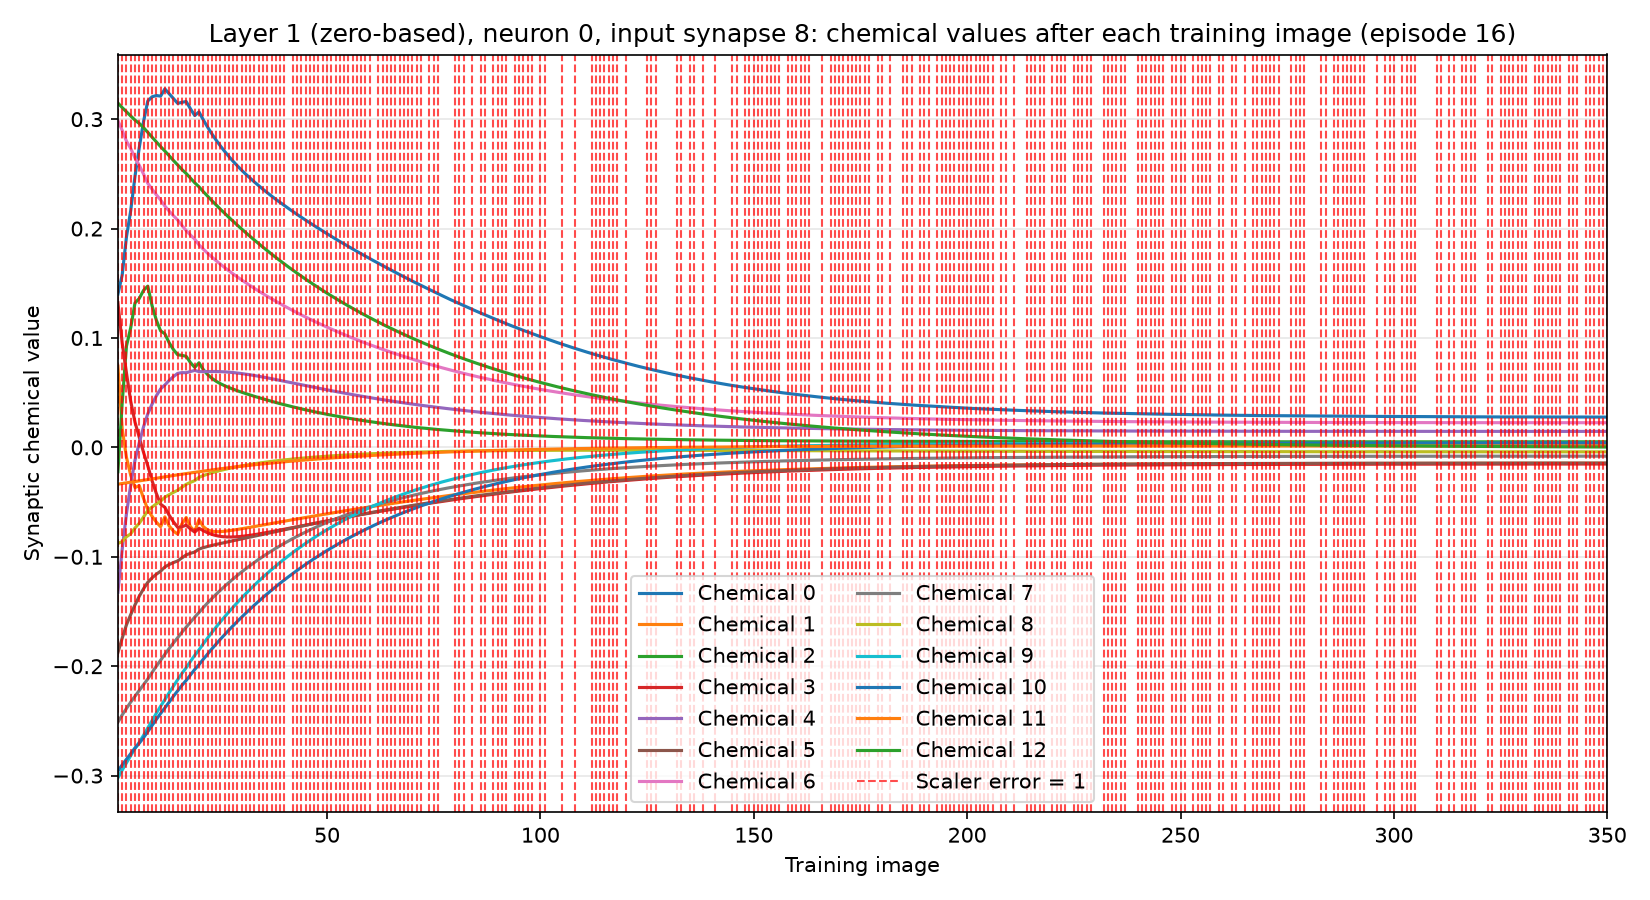 Layer 1 (zero-based), neuron 0, input synapse 8: chemical values after each training image (episode 16)
Synaptic chemical value
0.3
0.2
0.1
0.0
−0.1
−0.2
−0.3
Chemical 0
Chemical 1
Chemical 2
Chemical 3
Chemical 4
Chemical 5
Chemical 6
Chemical 7
Chemical 8
Chemical 9
Chemical 10
Chemical 11
Chemical 12
Scaler error = 1
50 100 150 200 250 300 350
Training image